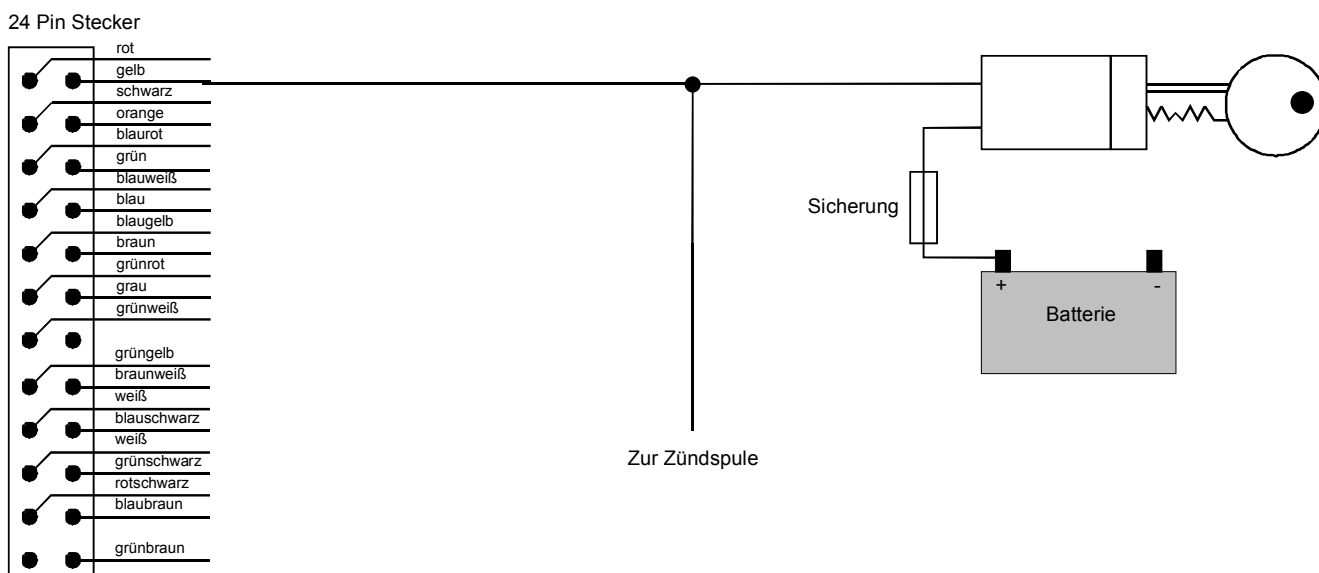 24 Pin Stecker
rot
gelb
schwarz
orange
blaurot
grün
blauweiß
blau
blaugelb
braun
grünrot
grau
grünweiß
grüngelb
braunweiß
weiß
blauschwarz
weiß
grünschwarz
rotschwarz
blaubraun
grünbraun
Sicherung
+ -
Batterie
Zur Zündspule